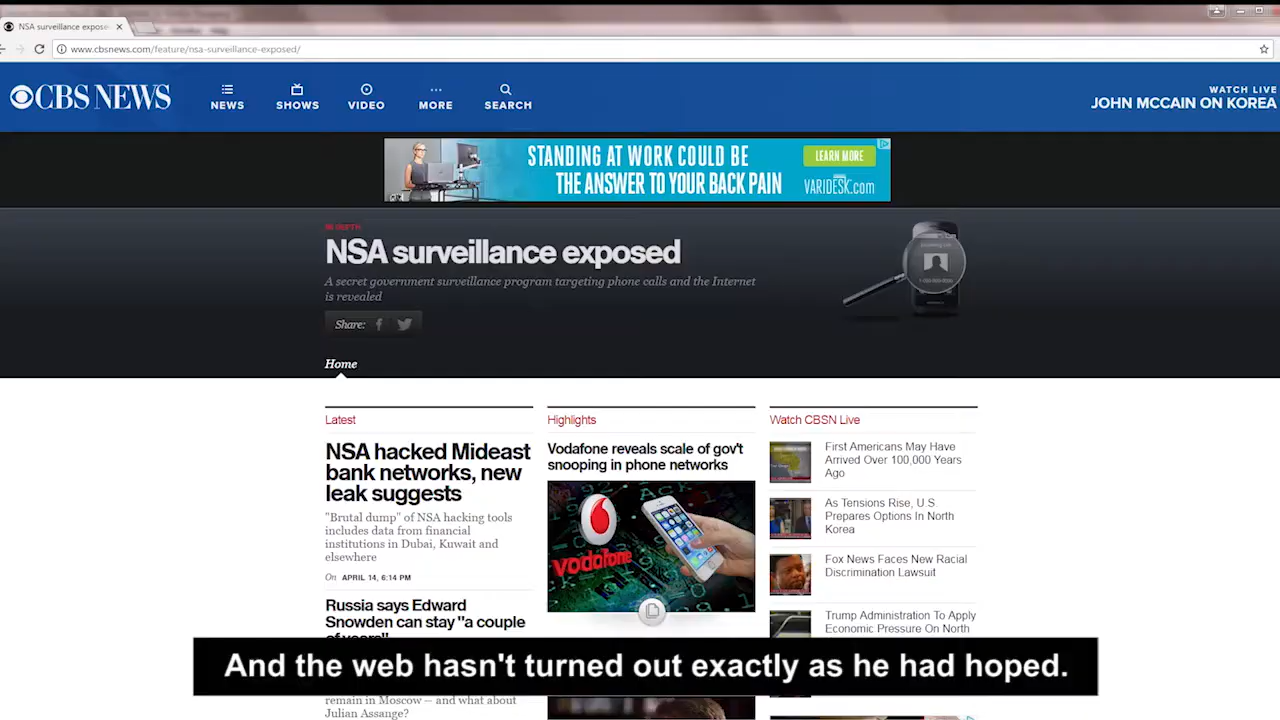 NSA surveillance expose
www.cbsnews.com/feature/nsa-surveillance-exposed/
CBS NEWS
NEWS
SHOWS
VIDEO
MORE
SEARCH
WATCH LIVE
JOHN MCCAIN ON KOREA
STANDING AT WORK COULD BE
THE ANSWER TO YOUR BACK PAIN
LEARN MORE
VARIDESK.com
IN DEPTH
NSA surveillance exposed
A secret government surveillance program targeting phone calls and the Internet
is revealed
Share:
Home
Latest
NSA hacked Mideast
bank networks, new
leak suggests
"Brutal dump" of NSA hacking tools
includes data from financial
institutions in Dubai, Kuwait and
elsewhere
On APRIL 14, 6:14 PM
Russia says Edward
Snowden can stay "a couple
of years"
remain in Moscow -- and what about
Julian Assange?
Highlights
Vodafone reveals scale of gov't
snooping in phone networks
vodafone
Watch CBSN Live
First Americans May Have
Arrived Over 100,000 Years
Ago
As Tensions Rise, U.S
Prepares Options In North
Korea
Fox News Faces New Racial
Discrimination Lawsuit
Trump Administration To Apply
Economic Pressure On North
And the web hasn't turned out exactly as he had hoped.